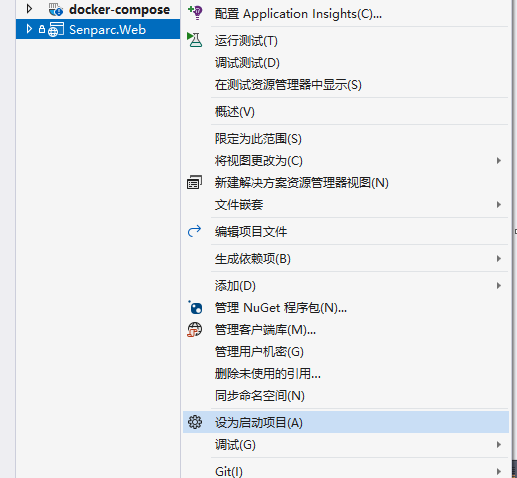 docker-compose
Senparc.Web
配置 Application Insights(C)...
运行测试(T)
调试测试(D)
在测试资源管理器中显示(S)
概述(V)
限定为此范围(S)
将视图更改为(C)
新建解决方案资源管理器视图(N)
文件嵌套
编辑项目文件
生成依赖项(B)
添加(D)
管理 NuGet 程序包(N)...
管理客户端库(M)...
管理用户机密(G)
删除未使用的引用...
同步命名空间(N)
设为启动项目(A)
调试(G)
Git(I)